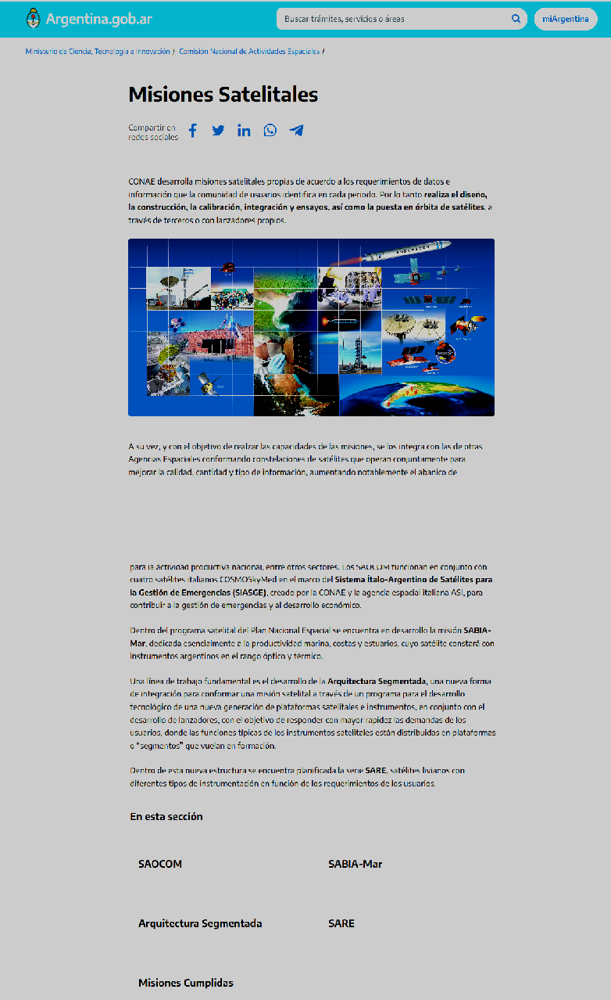 Argentina.gob.ar
Buscar trámites, servicios o áreas
miArgentina
Ministerio de Ciencia, Tecnología e Innovación / Comisión Nacional de Actividades Espaciales /
Misiones Satelitales
Compartir en
redes sociales
CONAE desarrolla misiones satelitales propias de acuerdo a los requerimientos de datos e
información que la comunidad de usuarios identifica en cada período. Por lo tanto realiza el diseño,
la construcción, la calibración, integración y ensayos, así como la puesta en órbita de satélites, a
través de terceros o con lanzadores propios.
A su vez, y con el objetivo de realzar las capacidades de las misiones, se los integra con las de otras
Agencias Espaciales conformando constelaciones de satélites que operan conjuntamente para
mejorar la calidad, cantidad y tipo de información, aumentando notablemente el abanico de
para la actividad productiva nacional, entre otros sectores. Los SAOCOM funcionan en conjunto con
cuatro satélites italianos COSMOSkyMed en el marco del Sistema Ítalo-Argentino de Satélites para
la Gestión de Emergencias (SIASGE), creado por la CONAE y la agencia espacial italiana ASI, para
contribuir a la gestión de emergencias y al desarrollo económico.
Dentro del programa satelital del Plan Nacional Espacial se encuentra en desarrollo la misión SABIA-
Mar, dedicada esencialmente a la productividad marina, costas y estuarios, cuyo satélite constará con
instrumentos argentinos en el rango óptico y térmico.
Una línea de trabajo fundamental es el desarrollo de la Arquitectura Segmentada, una nueva forma
de integración para conformar una misión satelital a través de un programa para el desarrollo
tecnológico de una nueva generación de plataformas satelitales e instrumentos, en conjunto con el
desarrollo de lanzadores, con el objetivo de responder con mayor rapidez las demandas de los
usuarios, donde las funciones típicas de los instrumentos satelitales están distribuidas en plataformas
o “segmentos” que vuelan en formación.
Dentro de esta nueva estructura se encuentra planificada la serie SARE, satélites livianos con
diferentes tipos de instrumentación en función de los requerimientos de los usuarios.
En esta sección
SAOCOM
SABIA-Mar
Arquitectura Segmentada
SARE
Misiones Cumplidas